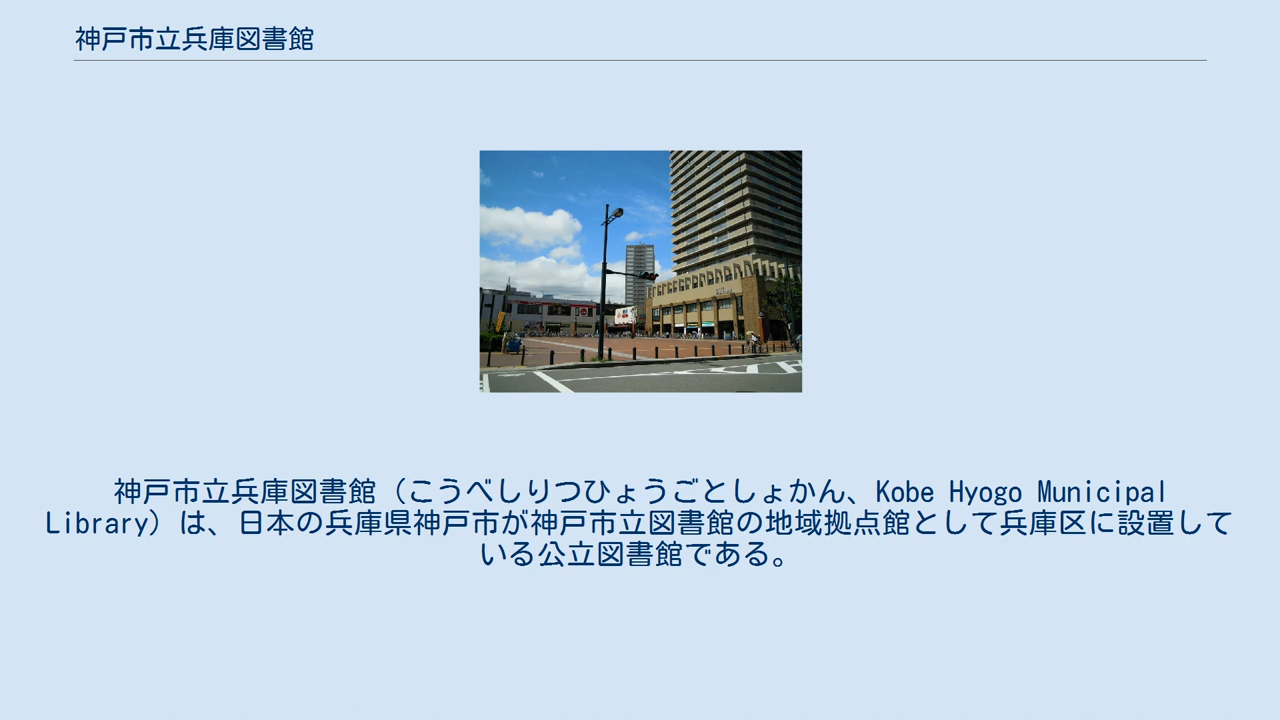 神戸市立兵庫図書館
神戸市立兵庫図書館（こうべしりつひょうごとしょかん、Kobe Hyogo Municipal
Library）は、日本の兵庫県神戸市が神戸市立図書館の地域拠点館として兵庫区に設置して
いる公立図書館である。